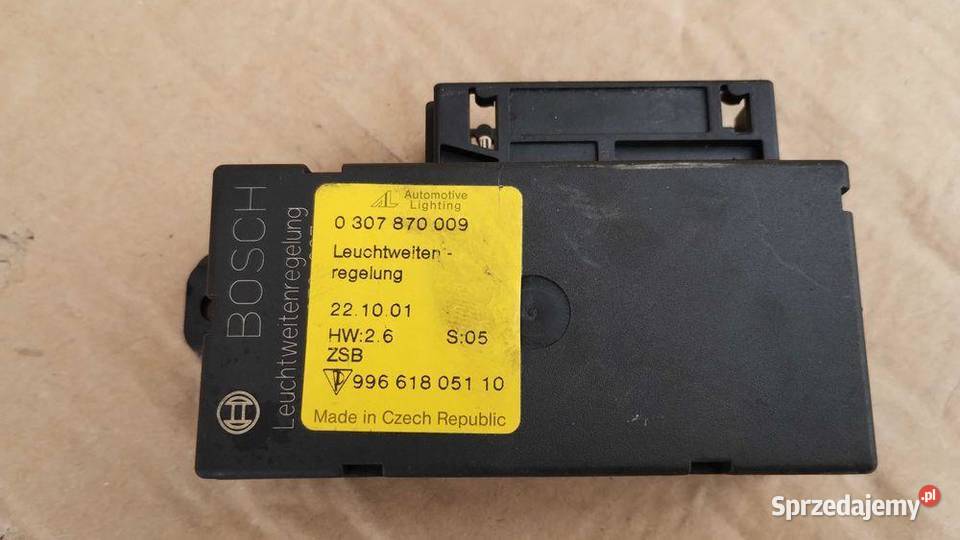 BOSCH
Leuchtweitenregelung
Automotive
Lighting
0 307 870 009
Leuchtweiten-
regelung
22.10.01
HW:2.6 S:05
ZSB
996 618 051 10
Made in Czech Republic
Sprzedajemy.pl